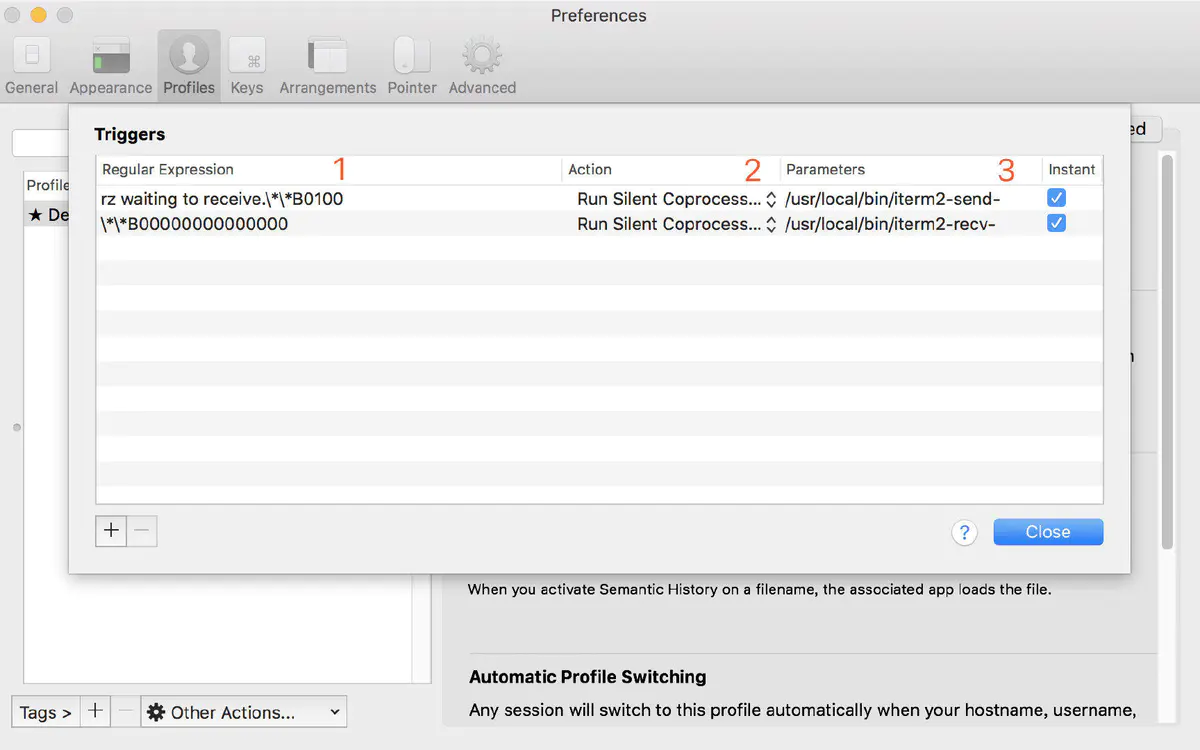 Preferences
General Appearance Profiles Keys Arrangements Pointer Advanced
Triggers
Regular Expression 1 Action 2 Parameters 3 Instant
rz waiting to receive.\*\*B0100 Run Silent Coprocess... /usr/local/bin/iterm2-send-
\*\*B00000000000000 Run Silent Coprocess... /usr/local/bin/iterm2-recv-
Profile
★ De
ed
+ −
? Close
When you activate Semantic History on a filename, the associated app loads the file.
Automatic Profile Switching
Any session will switch to this profile automatically when your hostname, username,
Tags > + − Other Actions...